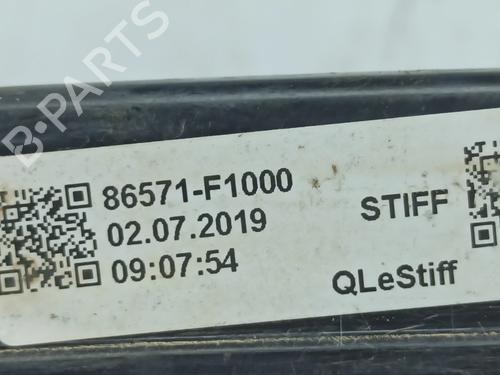 B-PARTS
86571-F1000
02.07.2019
09:07:54
STIFF
QLeStiff